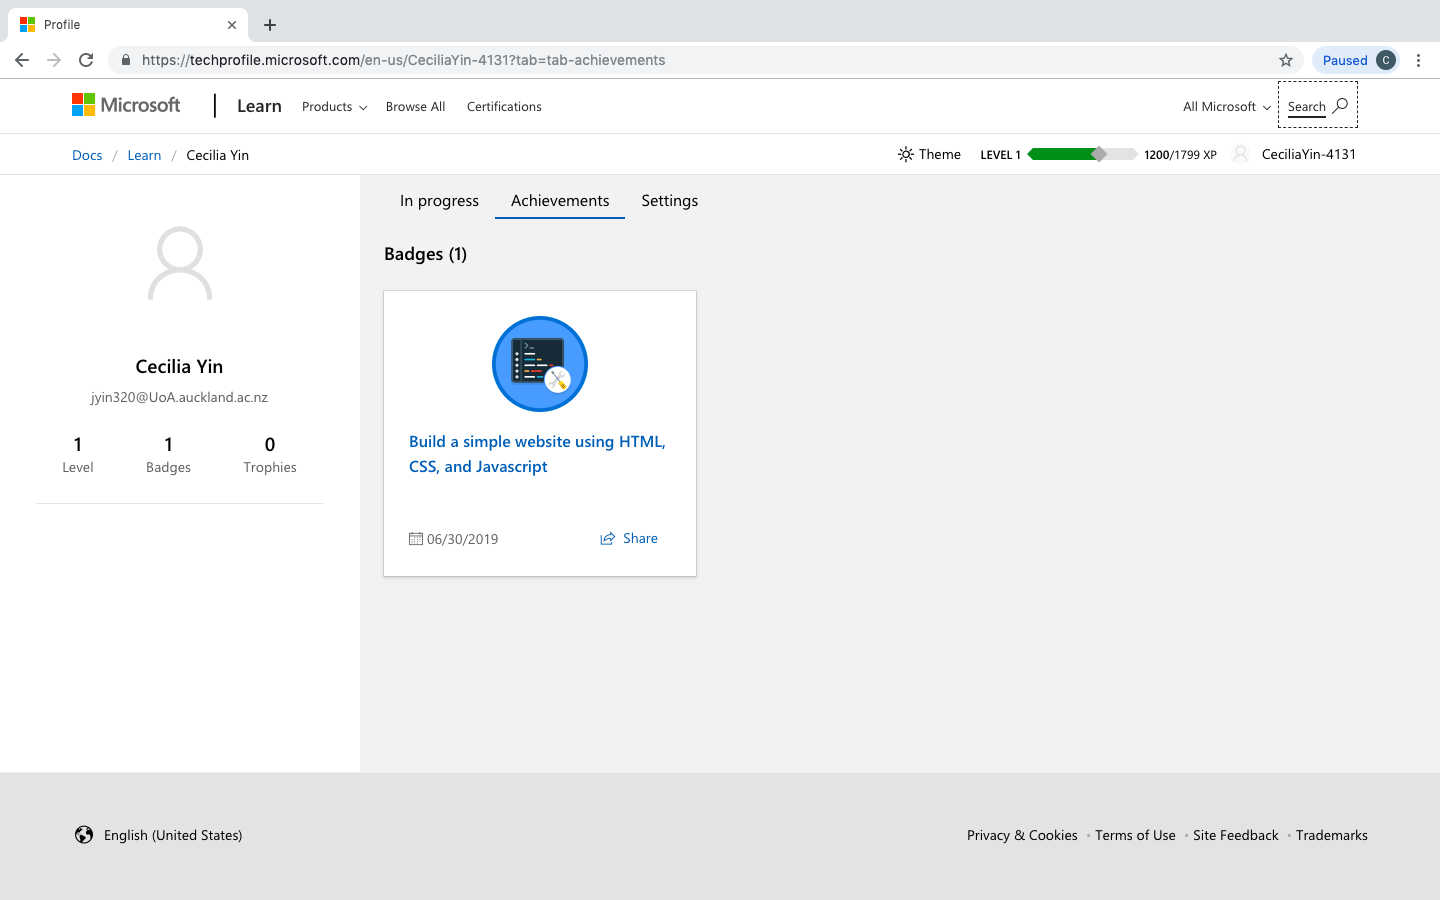 Profile
https://techprofile.microsoft.com/en-us/CeciliaYin-4131?tab=tab-achievements
Paused C
Microsoft Learn Products Browse All Certifications All Microsoft Search
Docs / Learn / Cecilia Yin Theme LEVEL 1 1200/1799 XP CeciliaYin-4131
In progress Achievements Settings
Badges (1)
Cecilia Yin
jyin320@UoA.auckland.ac.nz
1 1 0
Level Badges Trophies
Build a simple website using HTML,
CSS, and Javascript
06/30/2019 Share
English (United States) Privacy & Cookies • Terms of Use • Site Feedback • Trademarks